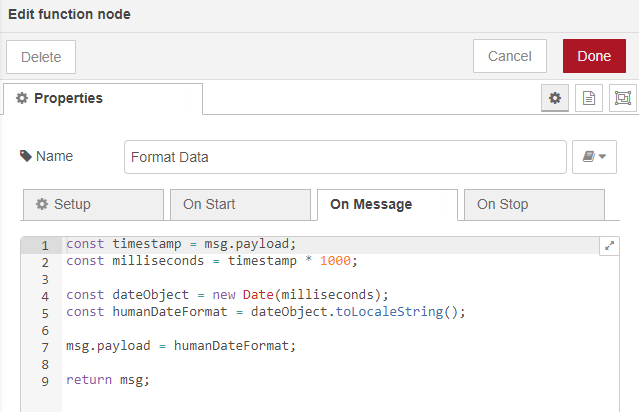 Edit function node
Delete
Cancel
Done
Properties
Name
Format Data
Setup
On Start
On Message
On Stop
1 const timestamp = msg.payload;
2 const milliseconds = timestamp * 1000;
3
4 const dateObject = new Date(milliseconds);
5 const humanDateFormat = dateObject.toLocaleString();
6
7 msg.payload = humanDateFormat;
8
9 return msg;